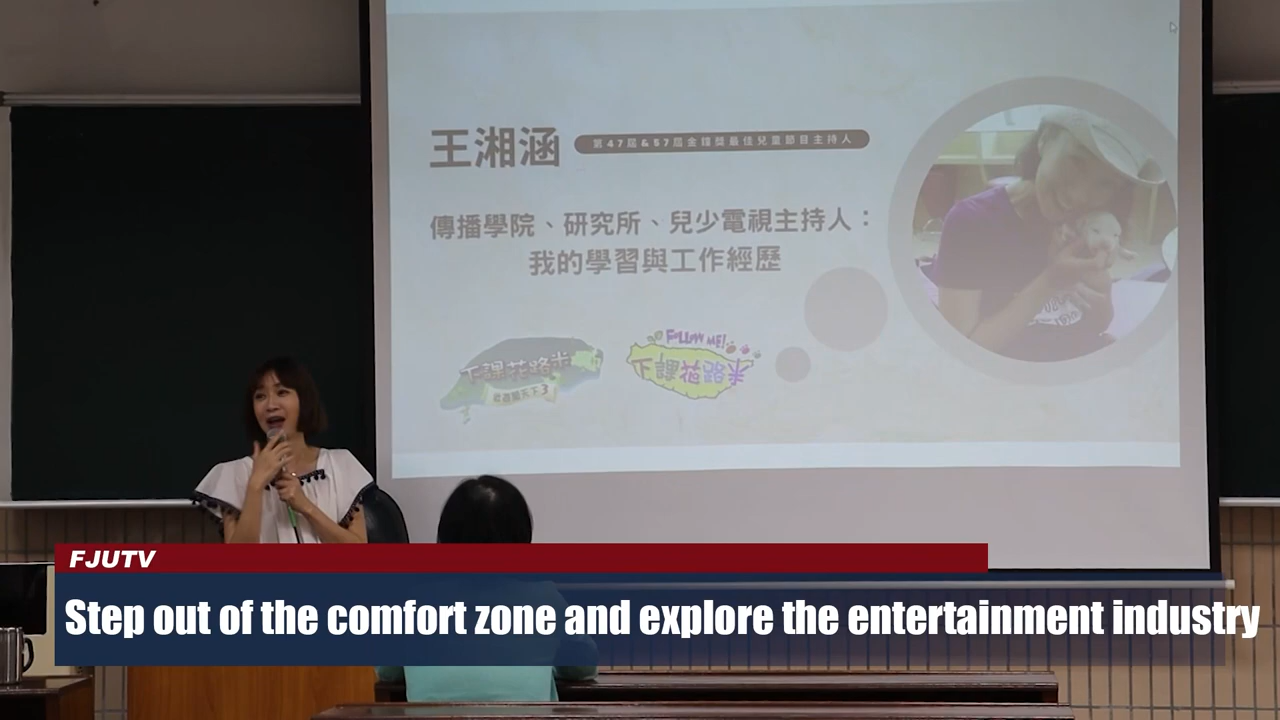 王湘涵
第47屆&57屆金鐘獎最佳兒童節目主持人
傳播學院、研究所、兒少電視主持人：
我的學習與工作經歷
下課花路米
3
FOLLOW ME!
下課花路米
FJUTV
Step out of the comfort zone and explore the entertainment industry